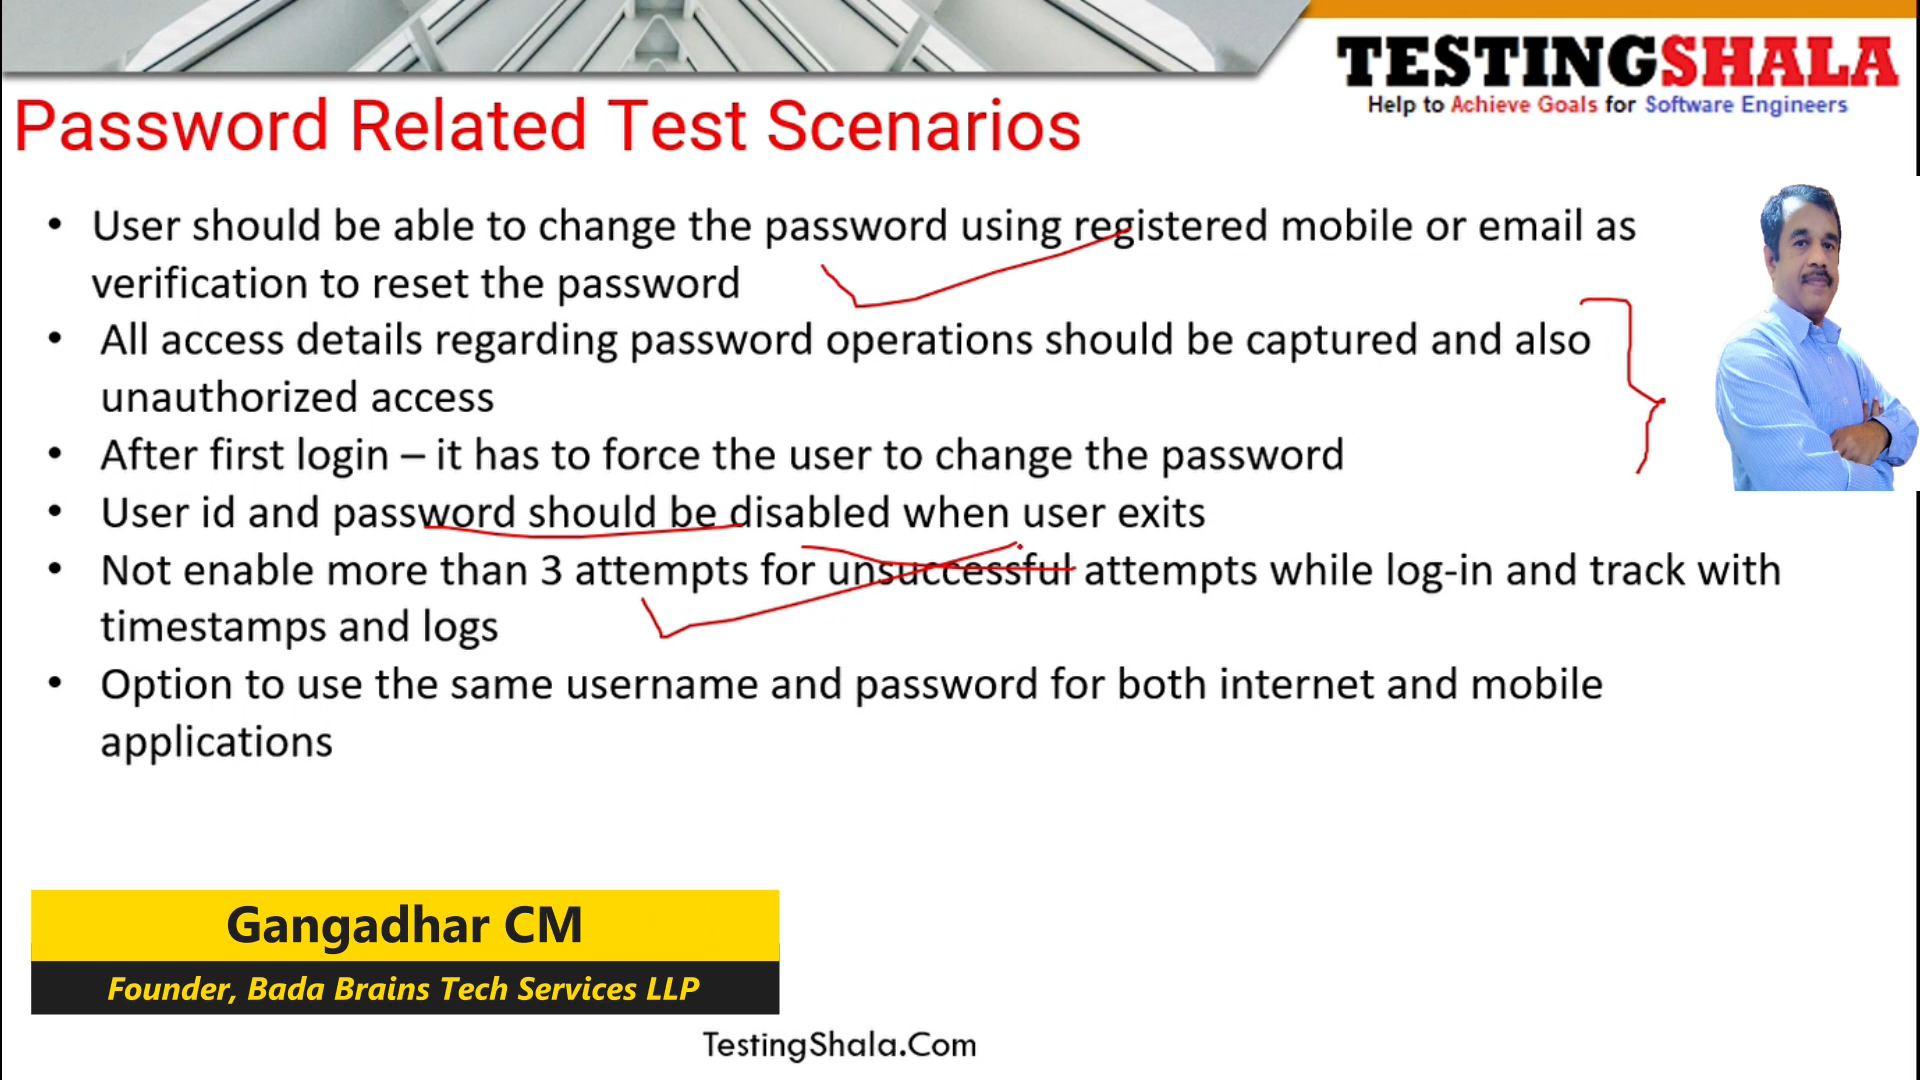 TESTINGSHALA
Help to Achieve Goals for Software Engineers
Password Related Test Scenarios
• User should be able to change the password using registered mobile or email as
verification to reset the password
• All access details regarding password operations should be captured and also
unauthorized access
• After first login – it has to force the user to change the password
• User id and password should be disabled when user exits
• Not enable more than 3 attempts for unsuccessful attempts while log-in and track with
timestamps and logs
• Option to use the same username and password for both internet and mobile
applications
Gangadhar CM
Founder, Bada Brains Tech Services LLP
TestingShala.Com